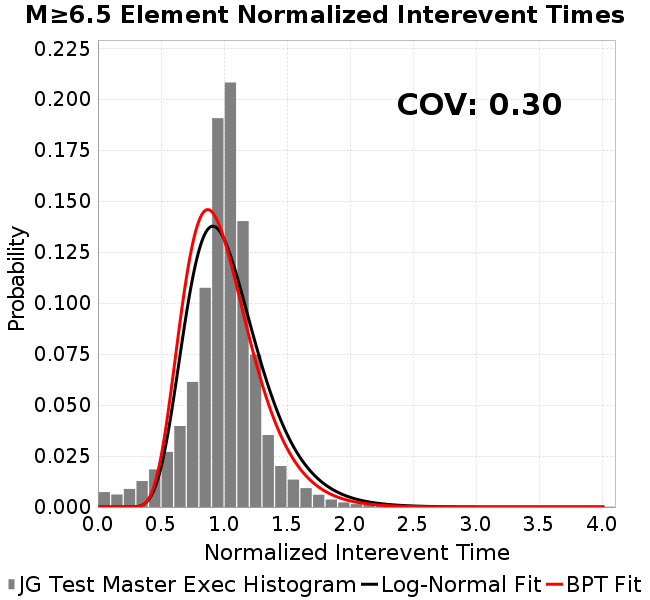 M≥6.5 Element Normalized Interevent Times
COV: 0.30
Probability
0.225
0.200
0.175
0.150
0.125
0.100
0.075
0.050
0.025
0.000
0.0 0.5 1.0 1.5 2.0 2.5 3.0 3.5 4.0
Normalized Interevent Time
JG Test Master Exec Histogram Log-Normal Fit BPT Fit